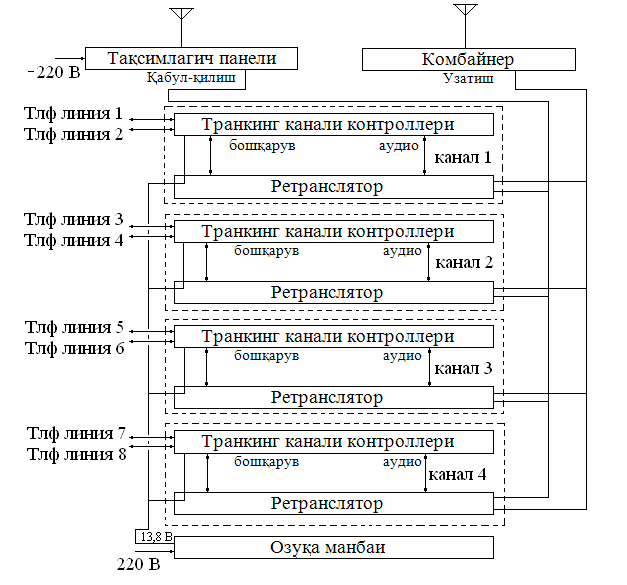 Тақсимлагич панели
Комбайнер
~220 В
Қабул-қилиш
Узатиш
Тлф линия 1
Транкинг канали контроллери
Тлф линия 2
бошқарув аудио
канал 1
Ретранслятор
Тлф линия 3
Транкинг канали контроллери
Тлф линия 4
бошқарув аудио
канал 2
Ретранслятор
Тлф линия 5
Транкинг канали контроллери
Тлф линия 6
бошқарув аудио
канал 3
Ретранслятор
Тлф линия 7
Транкинг канали контроллери
Тлф линия 8
бошқарув аудио
канал 4
Ретранслятор
13,8 В
Озуқа манбаи
220 В